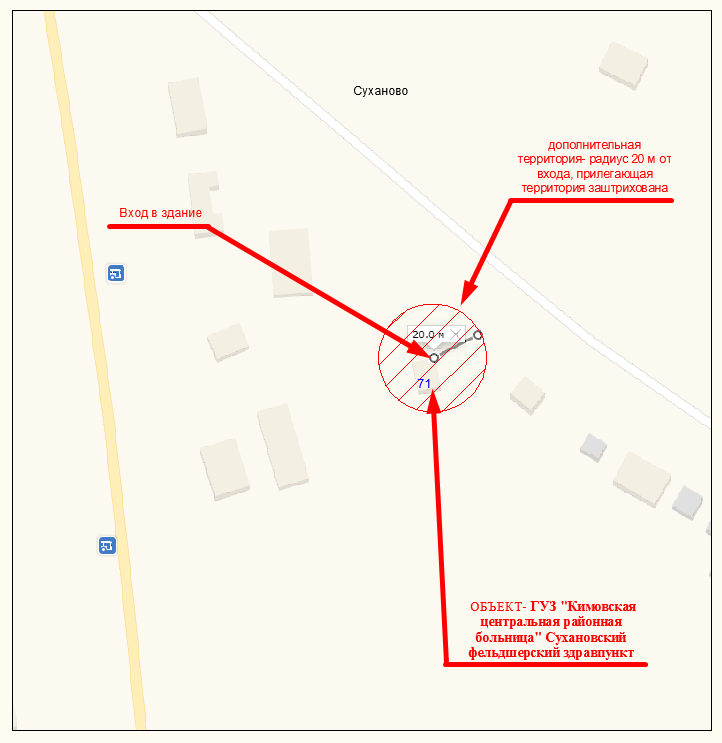 Суханово
дополнительная
территория- радиус 20 м от
входа, прилегающая
территория заштрихована
Вход в здание
20.0 м
71
ОБЪЕКТ- ГУЗ "Кимовская
центральная районная
больница" Сухановский
фельдшерский здравпункт